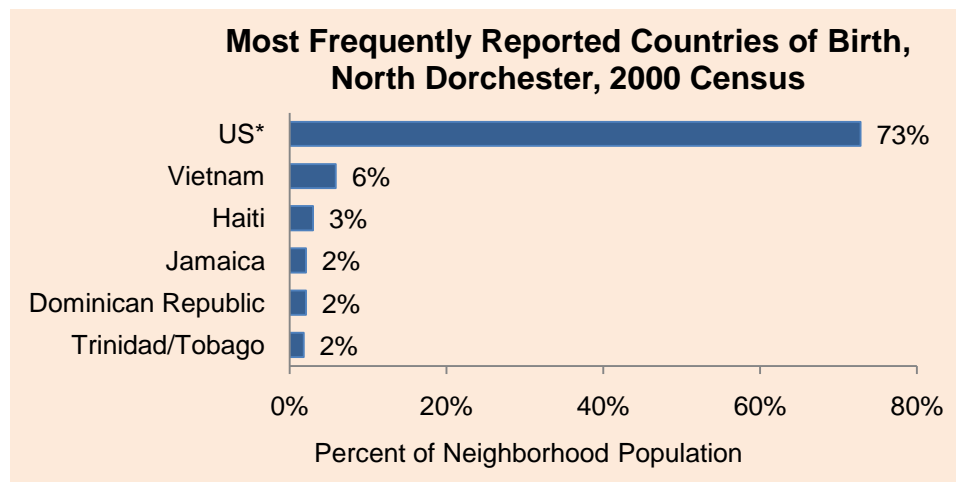 Most Frequently Reported Countries of Birth,
North Dorchester, 2000 Census
US* 73%
Vietnam 6%
Haiti 3%
Jamaica 2%
Dominican Republic 2%
Trinidad/Tobago 2%
0% 20% 40% 60% 80%
Percent of Neighborhood Population